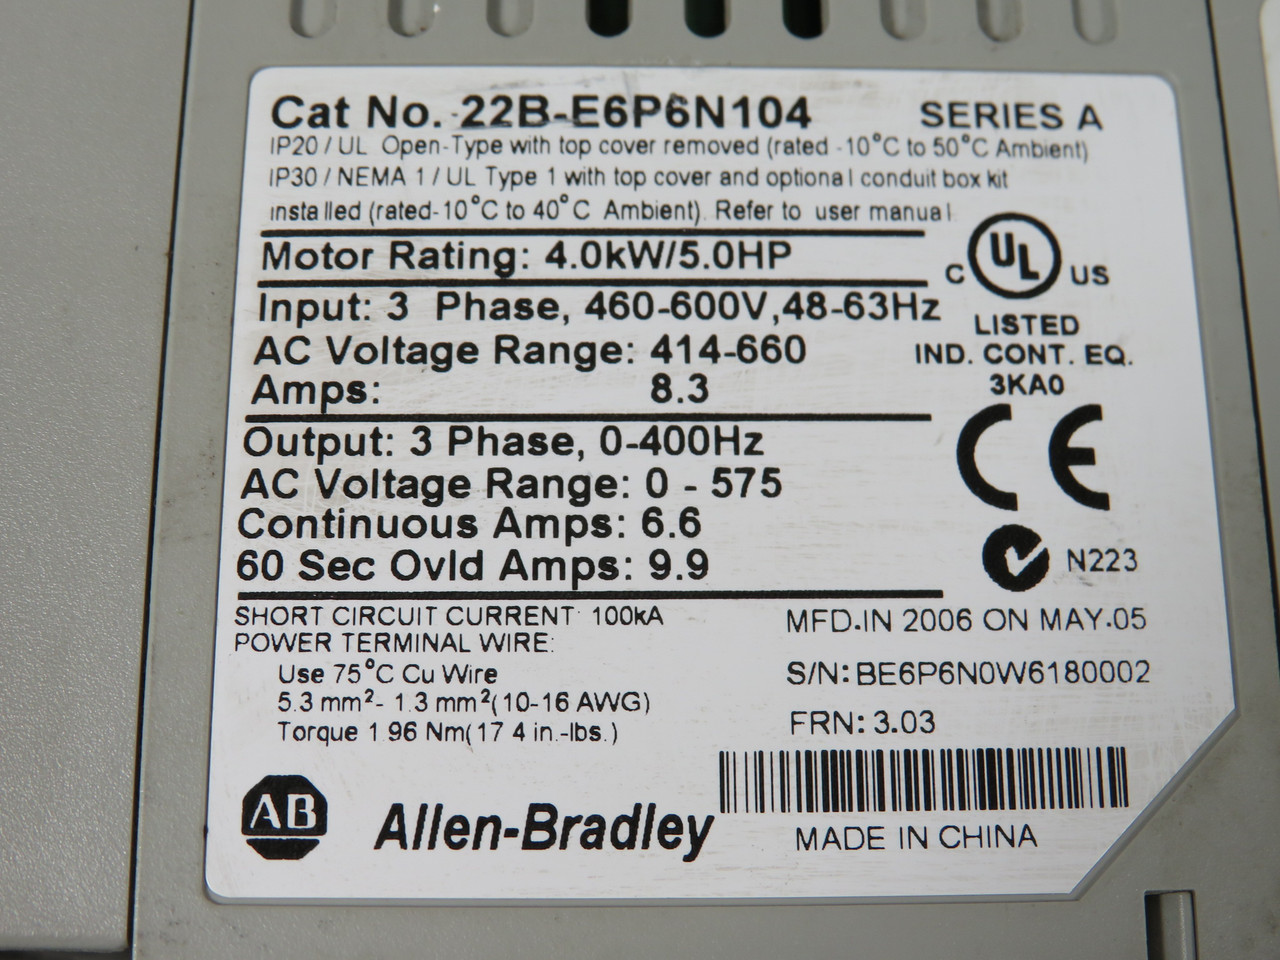 Cat No. 22B-E6P6N104 SERIES A
IP20 / UL Open-Type with top cover removed (rated -10°C to 50°C Ambient)
IP30 / NEMA 1 / UL Type 1 with top cover and optional conduit box kit
installed (rated-10°C to 40°C Ambient). Refer to user manual
Motor Rating: 4.0kW/5.0HP
C UL US
Input: 3 Phase, 460-600V,48-63Hz
LISTED
AC Voltage Range: 414-660
IND. CONT. EQ.
Amps: 8.3
3KA0
Output: 3 Phase, 0-400Hz
CE
AC Voltage Range: 0 - 575
Continuous Amps: 6.6
60 Sec Ovld Amps: 9.9
N223
SHORT CIRCUIT CURRENT: 100kA
MFD.IN 2006 ON MAY.05
POWER TERMINAL WIRE:
Use 75°C Cu Wire
S/N: BE6P6N0W6180002
5.3 mm²- 1.3 mm²(10-16 AWG)
FRN: 3.03
Torque 1.96 Nm(17.4 in.-lbs.)
AB Allen-Bradley
MADE IN CHINA